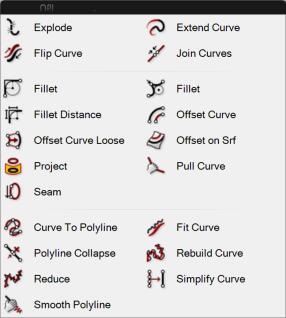 Explode
Extend Curve
Flip Curve
Join Curves
Fillet
Fillet
Fillet Distance
Offset Curve
Offset Curve Loose
Offset on Srf
Project
Pull Curve
Seam
Curve To Polyline
Fit Curve
Polyline Collapse
Rebuild Curve
Reduce
Simplify Curve
Smooth Polyline